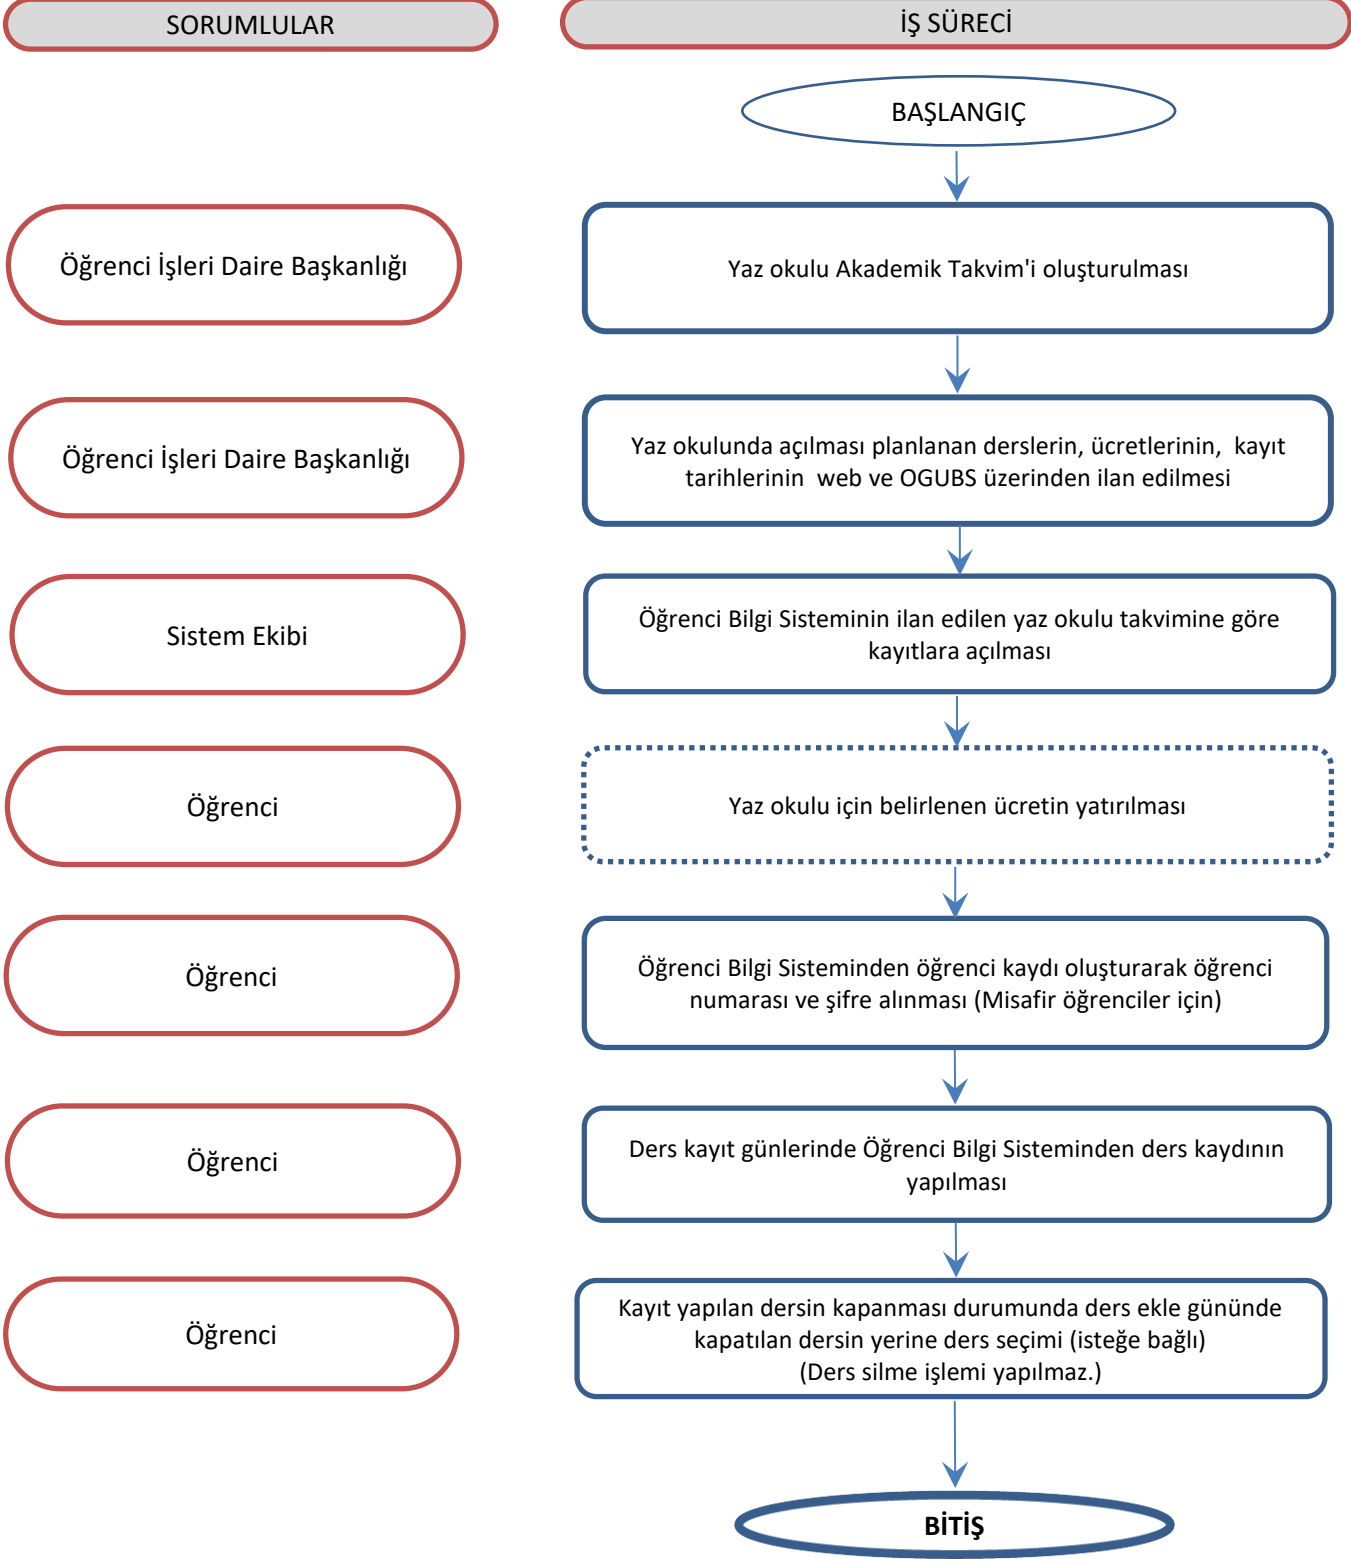 SORUMLULAR
İŞ SÜRECİ
BAŞLANGIÇ
Öğrenci İşleri Daire Başkanlığı
Yaz okulu Akademik Takvim'i oluşturulması
Öğrenci İşleri Daire Başkanlığı
Yaz okulunda açılması planlanan derslerin, ücretlerinin, kayıt
tarihlerinin web ve OGUBS üzerinden ilan edilmesi
Sistem Ekibi
Öğrenci Bilgi Sisteminin ilan edilen yaz okulu takvimine göre
kayıtlara açılması
Öğrenci
Yaz okulu için belirlenen ücretin yatırılması
Öğrenci
Öğrenci Bilgi Sisteminden öğrenci kaydı oluşturarak öğrenci
numarası ve şifre alınması (Misafir öğrenciler için)
Öğrenci
Ders kayıt günlerinde Öğrenci Bilgi Sisteminden ders kaydının
yapılması
Öğrenci
Kayıt yapılan dersin kapanması durumunda ders ekle gününde
kapatılan dersin yerine ders seçimi (isteğe bağlı)
(Ders silme işlemi yapılmaz.)
BİTİŞ